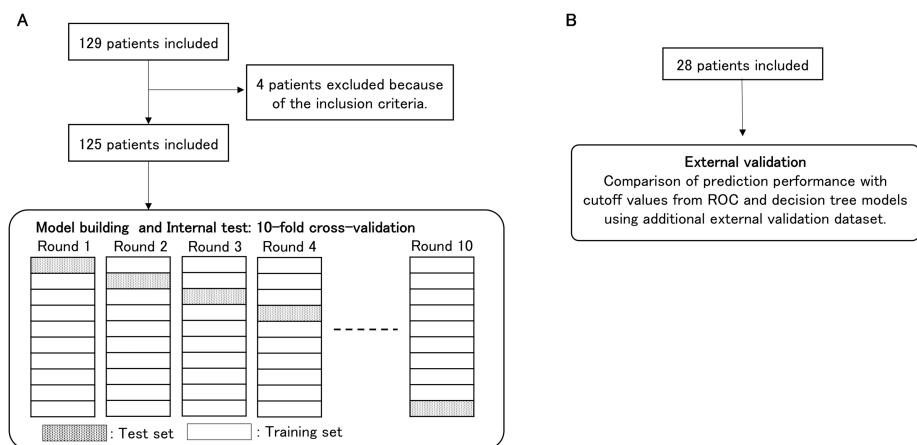 A
129 patients included
4 patients excluded because
of the inclusion criteria.
125 patients included
Model building and Internal test: 10-fold cross-validation
Round 1 Round 2 Round 3 Round 4 Round 10
: Test set : Training set
B
28 patients included
External validation
Comparison of prediction performance with
cutoff values from ROC and decision tree models
using additional external validation dataset.